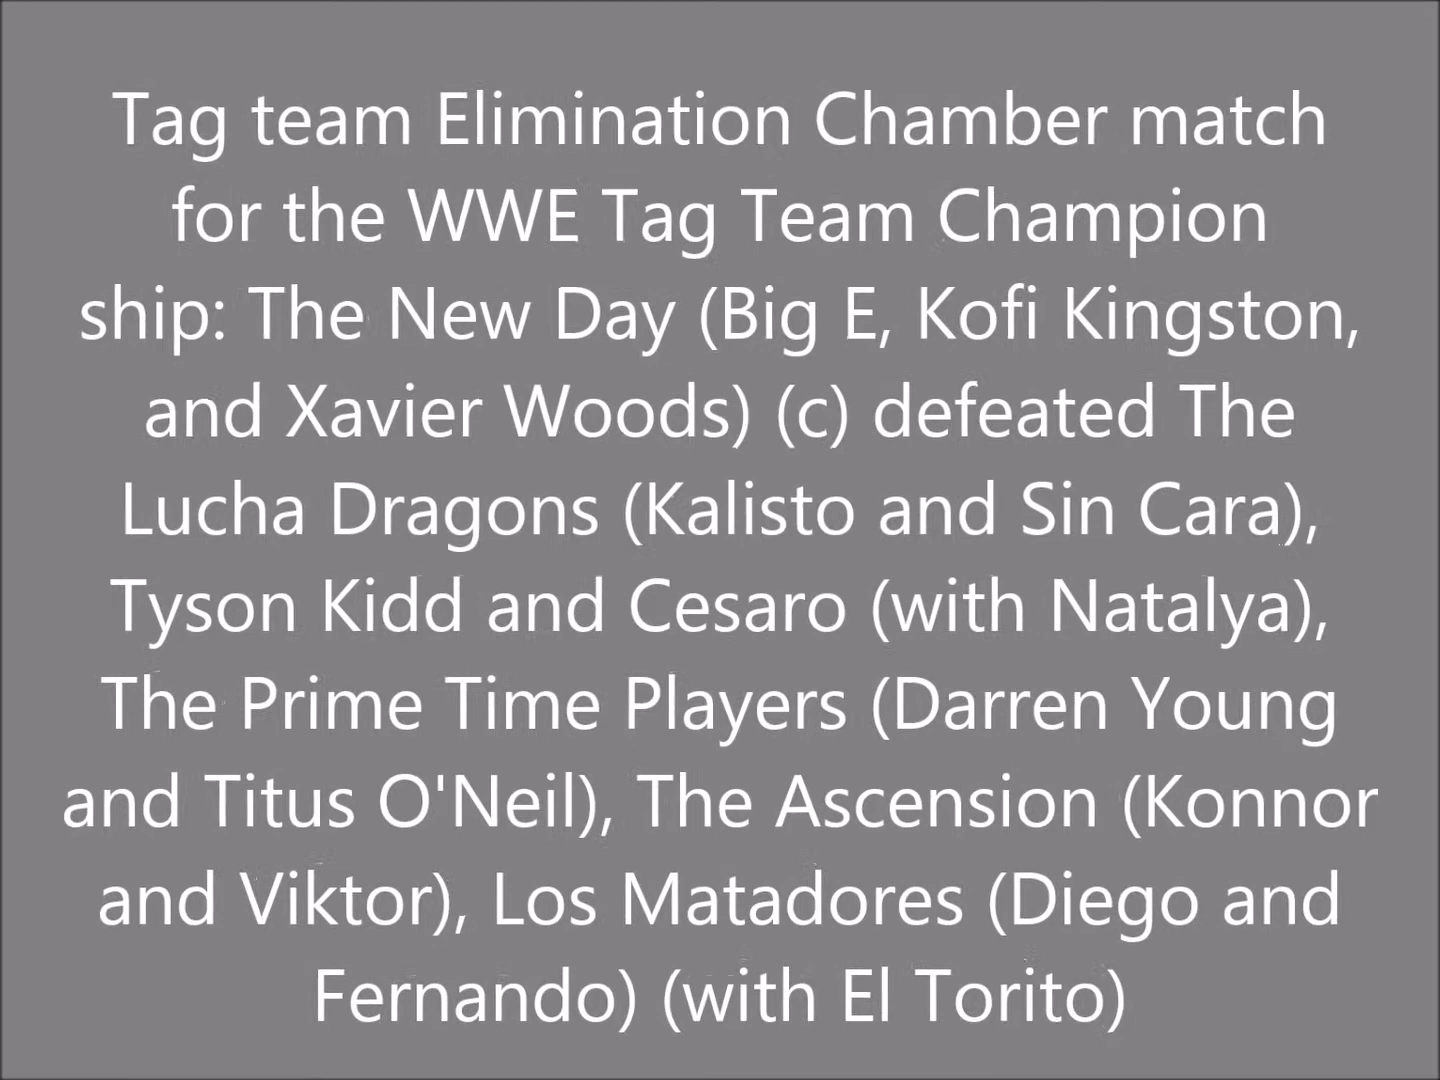 Tag team Elimination Chamber match
for the WWE Tag Team Champion
ship: The New Day (Big E, Kofi Kingston,
and Xavier Woods) (c) defeated The
Lucha Dragons (Kalisto and Sin Cara),
Tyson Kidd and Cesaro (with Natalya),
The Prime Time Players (Darren Young
and Titus O'Neil), The Ascension (Konnor
and Viktor), Los Matadores (Diego and
Fernando) (with El Torito)